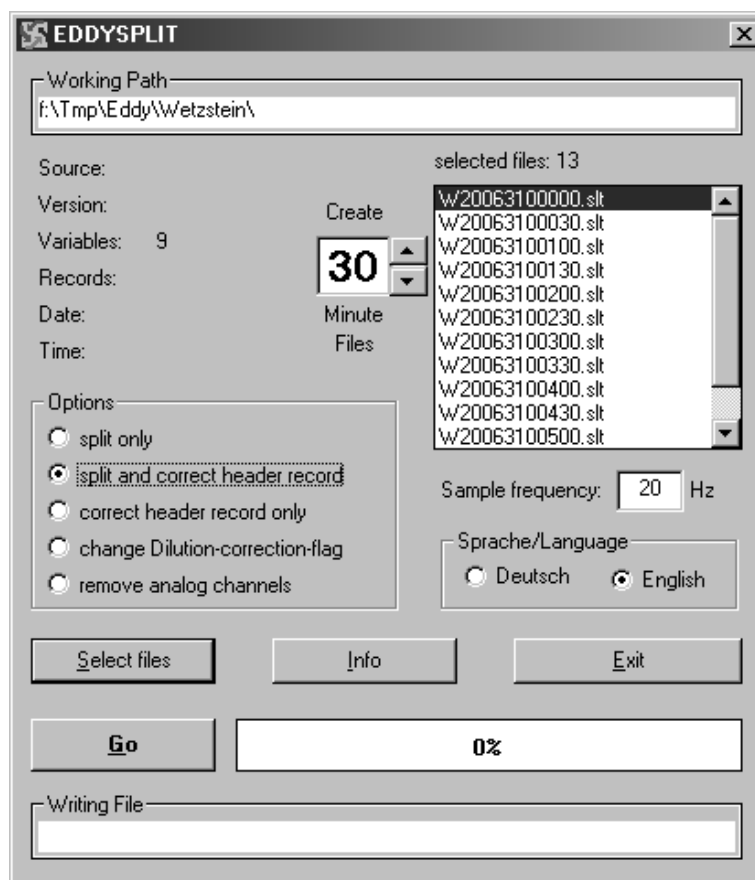 EDDYSPLIT
Working Path
f:\Tmp\Eddy\Wetzstein\
Source:
Version:
Variables: 9
Records:
Date:
Time:
Create
30
Minute
Files
selected files: 13
W20063100000.slt
W20063100030.slt
W20063100100.slt
W20063100130.slt
W20063100200.slt
W20063100230.slt
W20063100300.slt
W20063100330.slt
W20063100400.slt
W20063100430.slt
W20063100500.slt
Options
split only
split and correct header record
correct header record only
change Dilution-correction-flag
remove analog channels
Sample frequency: 20 Hz
Sprache/Language
Deutsch English
Select files Info Exit
Go 0%
Writing File